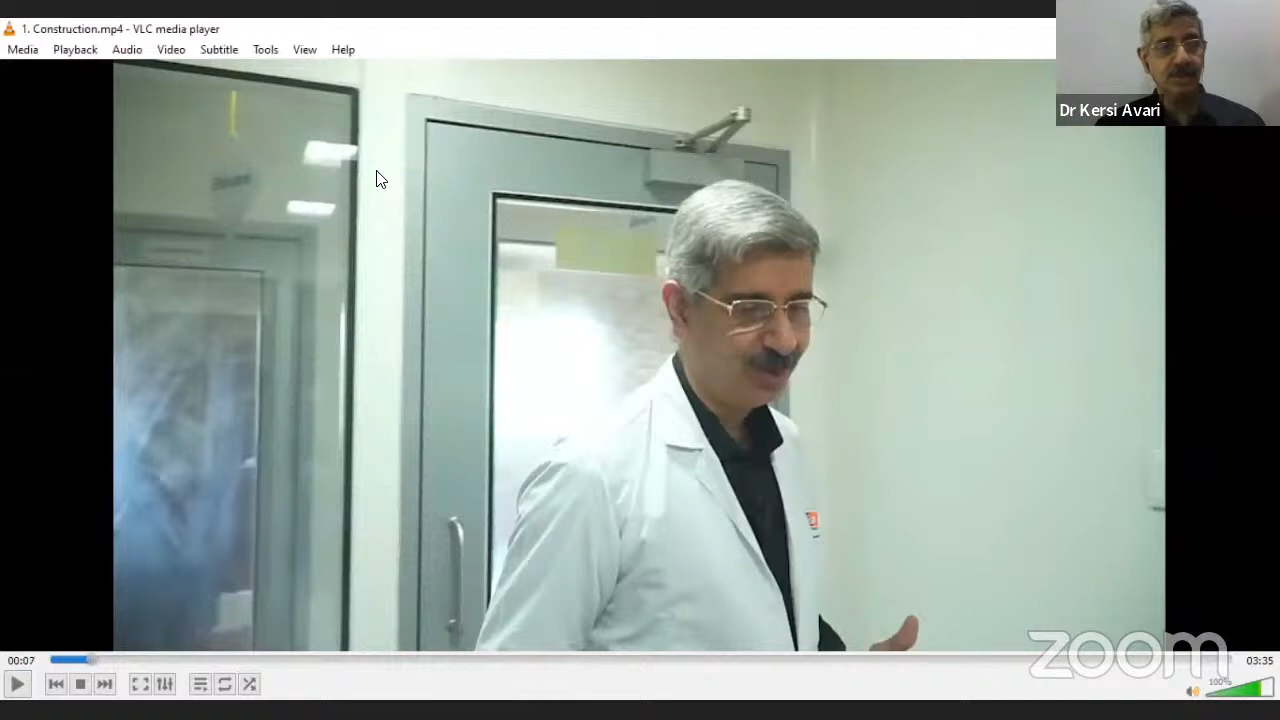 1. Construction.mp4 - VLC media player
Media Playback Audio Video Subtitle Tools View Help
Dr Kersi Avari
00:07
03:35
zoom
100%